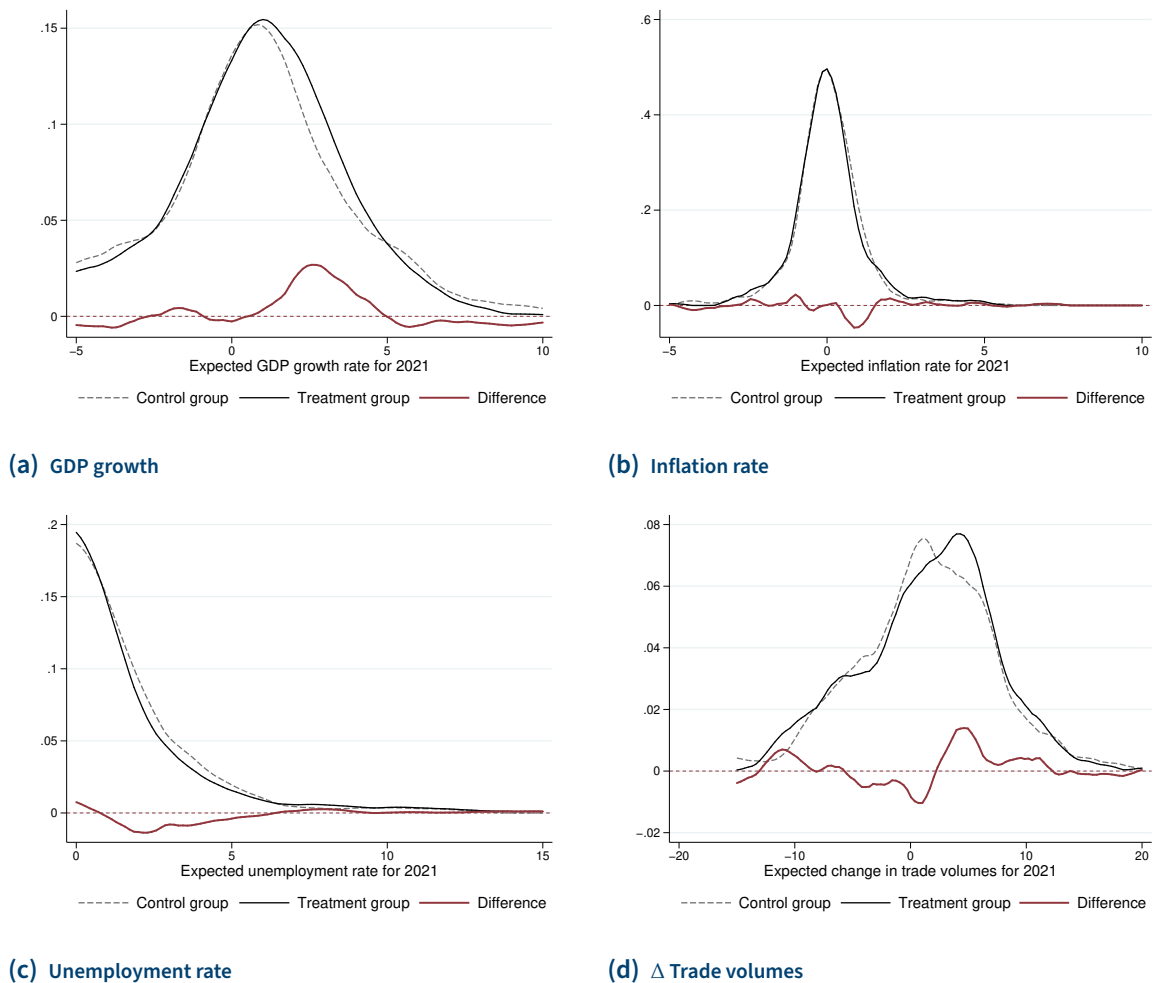 .15
.1
.05
0
−5 0 5 10
Expected GDP growth rate for 2021
Control group Treatment group Difference
(a) GDP growth
.6
.4
.2
0
−5 0 5 10
Expected inflation rate for 2021
Control group Treatment group Difference
(b) Inflation rate
.2
.15
.1
.05
0
0 5 10 15
Expected unemployment rate for 2021
Control group Treatment group Difference
(c) Unemployment rate
.08
.06
.04
.02
0
−.02
−20 −10 0 10 20
Expected change in trade volumes for 2021
Control group Treatment group Difference
(d) Δ Trade volumes